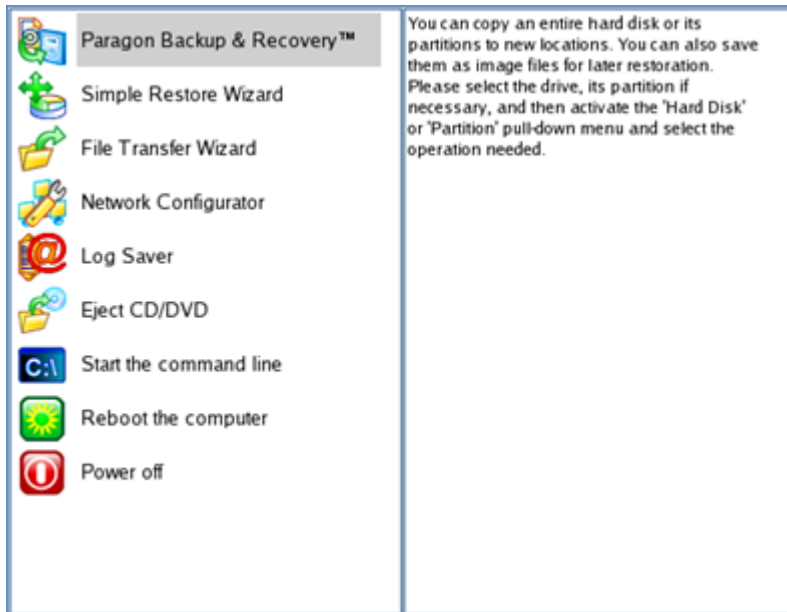 Paragon Backup & Recovery™
Simple Restore Wizard
File Transfer Wizard
Network Configurator
Log Saver
Eject CD/DVD
C:\
Start the command line
Reboot the computer
Power off
You can copy an entire hard disk or its
partitions to new locations. You can also save
them as image files for later restoration.
Please select the drive, its partition if
necessary, and then activate the 'Hard Disk'
or 'Partition' pull-down menu and select the
operation needed.